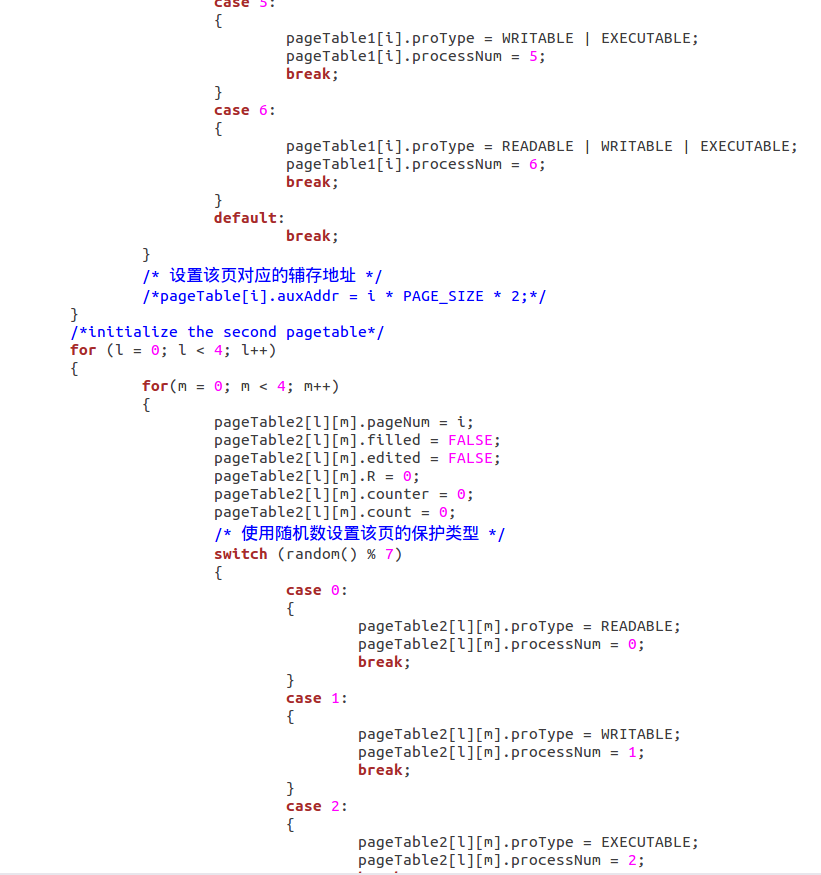 case 5:
{
pageTable1[i].proType = WRITABLE | EXECUTABLE;
pageTable1[i].processNum = 5;
break;
}
case 6:
{
pageTable1[i].proType = READABLE | WRITABLE | EXECUTABLE;
pageTable1[i].processNum = 6;
break;
}
default:
break;
}
/* 设置该页对应的辅存地址 */
/*pageTable[i].auxAddr = i * PAGE_SIZE * 2;*/
}
/*initialize the second pagetable*/
for (l = 0; l < 4; l++)
{
for(m = 0; m < 4; m++)
{
pageTable2[l][m].pageNum = i;
pageTable2[l][m].filled = FALSE;
pageTable2[l][m].edited = FALSE;
pageTable2[l][m].R = 0;
pageTable2[l][m].counter = 0;
pageTable2[l][m].count = 0;
/* 使用随机数设置该页的保护类型 */
switch (random() % 7)
{
case 0:
{
pageTable2[l][m].proType = READABLE;
pageTable2[l][m].processNum = 0;
break;
}
case 1:
{
pageTable2[l][m].proType = WRITABLE;
pageTable2[l][m].processNum = 1;
break;
}
case 2:
{
pageTable2[l][m].proType = EXECUTABLE;
pageTable2[l][m].processNum = 2;